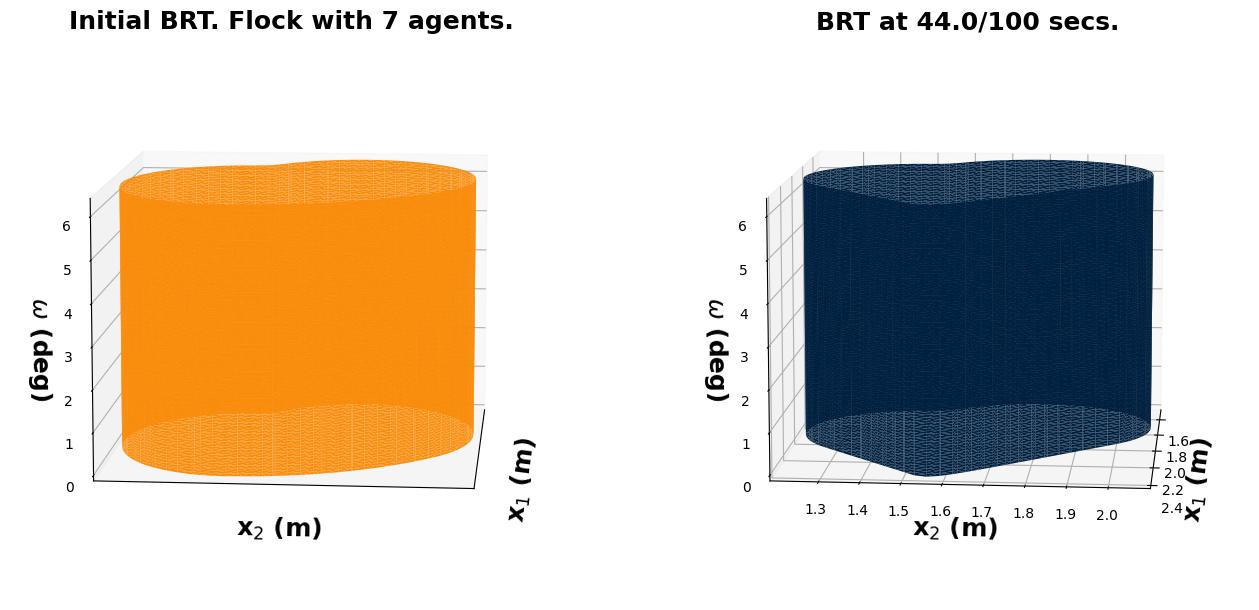 Initial BRT. Flock with 7 agents.
6
5
4
3
2
1
0
ω (deg)
x₂ (m)
x₁ (m)
BRT at 44.0/100 secs.
6
5
4
3
2
1
0
ω (deg)
1.3 1.4 1.5 1.6 1.7 1.8 1.9 2.0
x₂ (m)
1.6
1.8
2.0
2.2
2.4
x₁ (m)